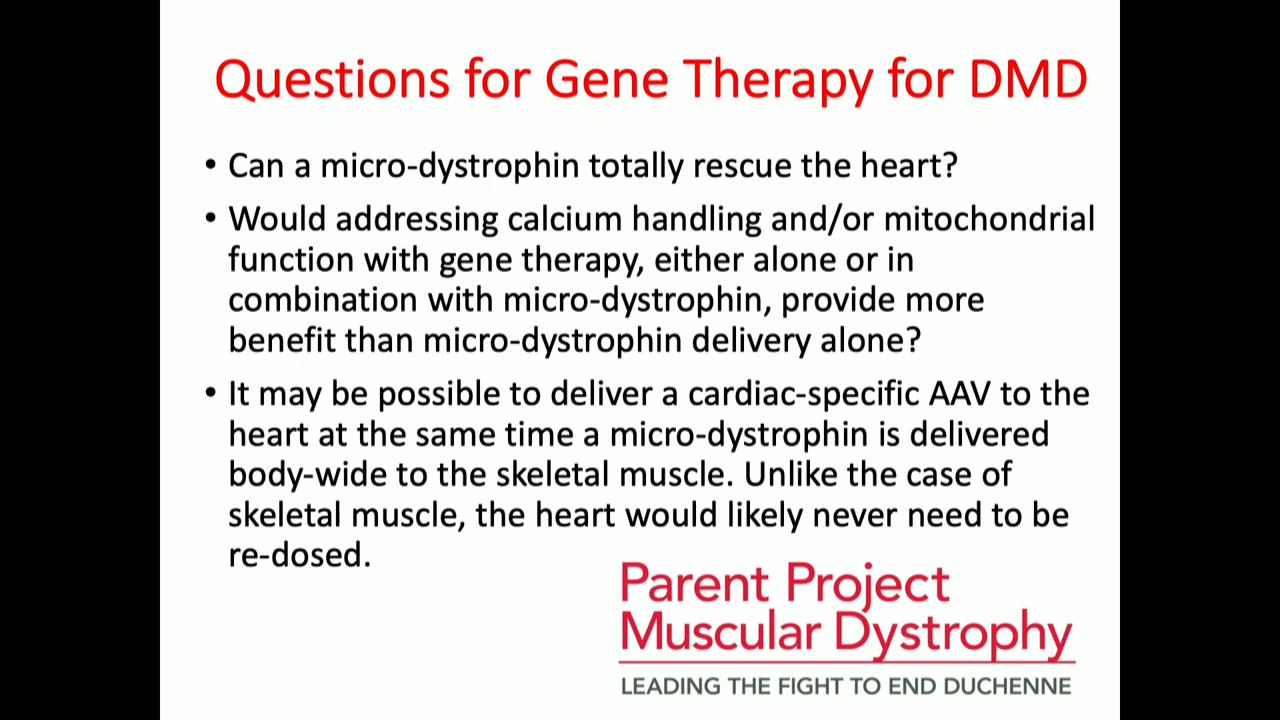 Questions for Gene Therapy for DMD
• Can a micro-dystrophin totally rescue the heart?
• Would addressing calcium handling and/or mitochondrial
function with gene therapy, either alone or in
combination with micro-dystrophin, provide more
benefit than micro-dystrophin delivery alone?
• It may be possible to deliver a cardiac-specific AAV to the
heart at the same time a micro-dystrophin is delivered
body-wide to the skeletal muscle. Unlike the case of
skeletal muscle, the heart would likely never need to be
re-dosed.
Parent Project
Muscular Dystrophy
LEADING THE FIGHT TO END DUCHENNE